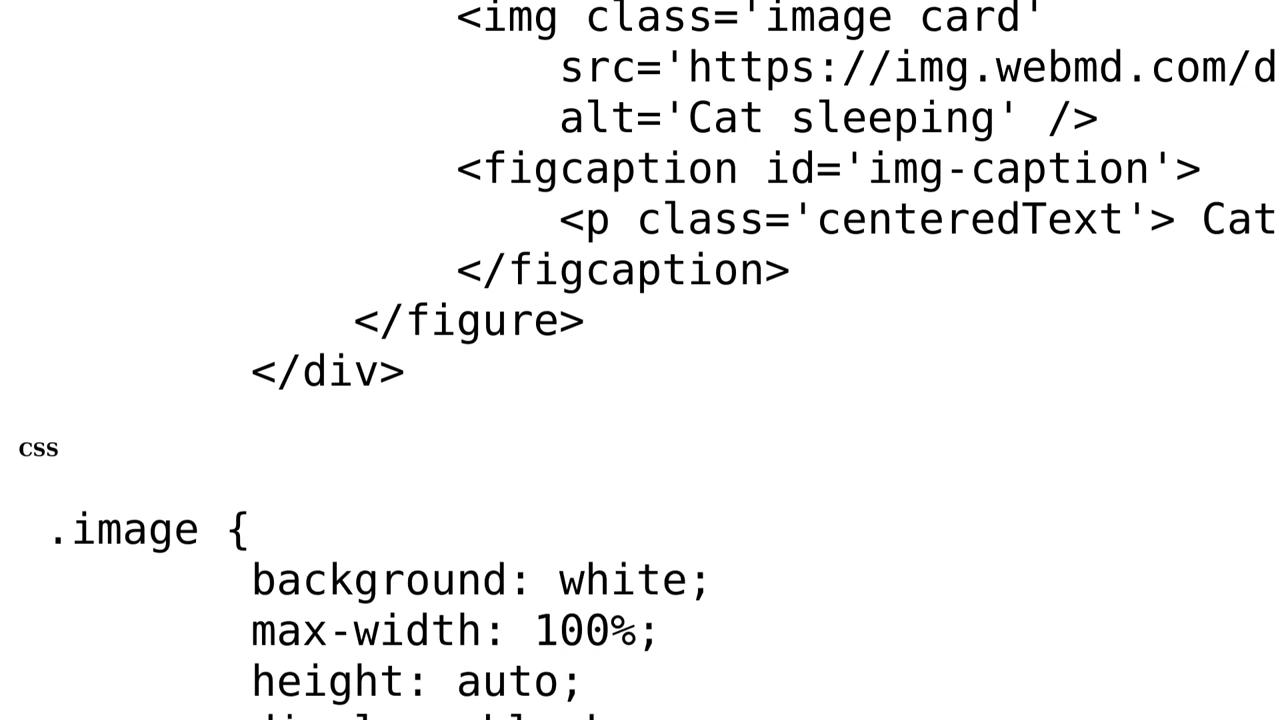 <img class='image card'
src='https://img.webmd.com/d
alt='Cat sleeping' />
<figcaption id='img-caption'>
<p class='centeredText'> Cat
</figcaption>
</figure>
</div>
css
.image {
background: white;
max-width: 100%;
height: auto;